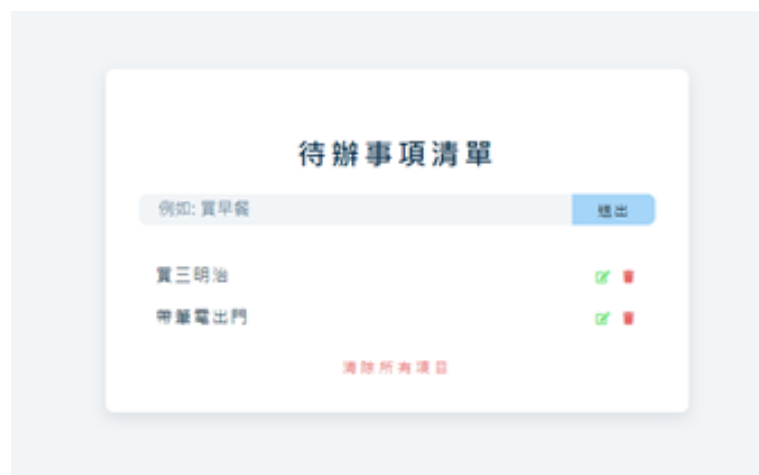 待辦事項清單
例如: 買早餐
送出
買三明治
帶筆電出門
清除所有項目